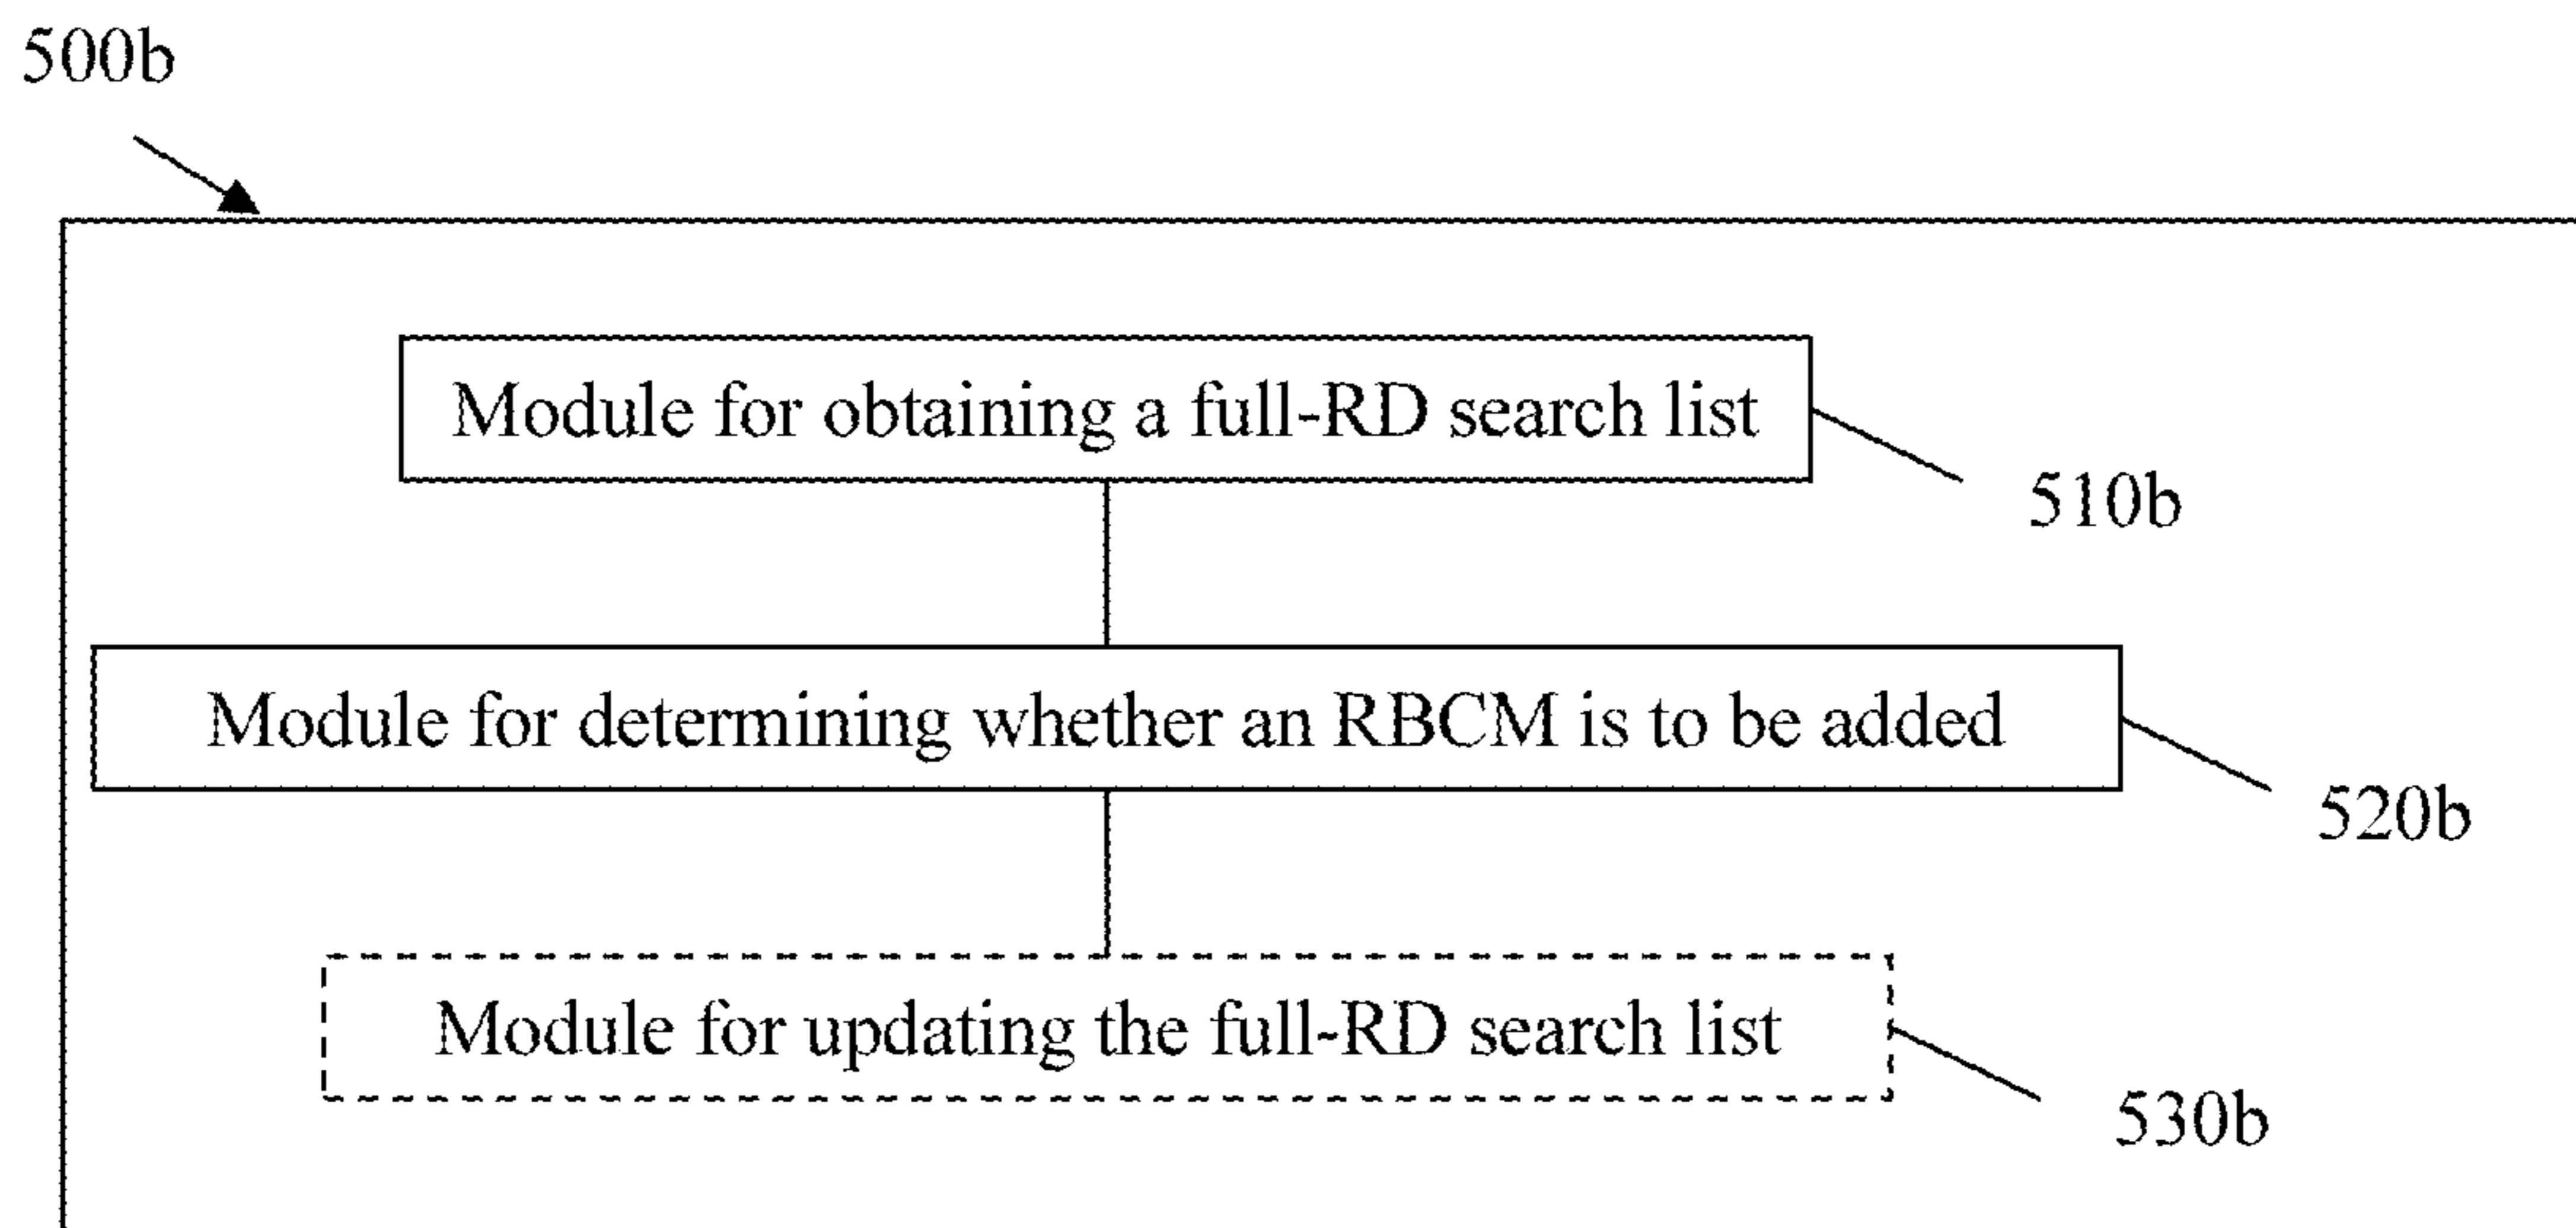 500b
Module for obtaining a full-RD search list
510b
Module for determining whether an RBCM is to be added
520b
Module for updating the full-RD search list
530b